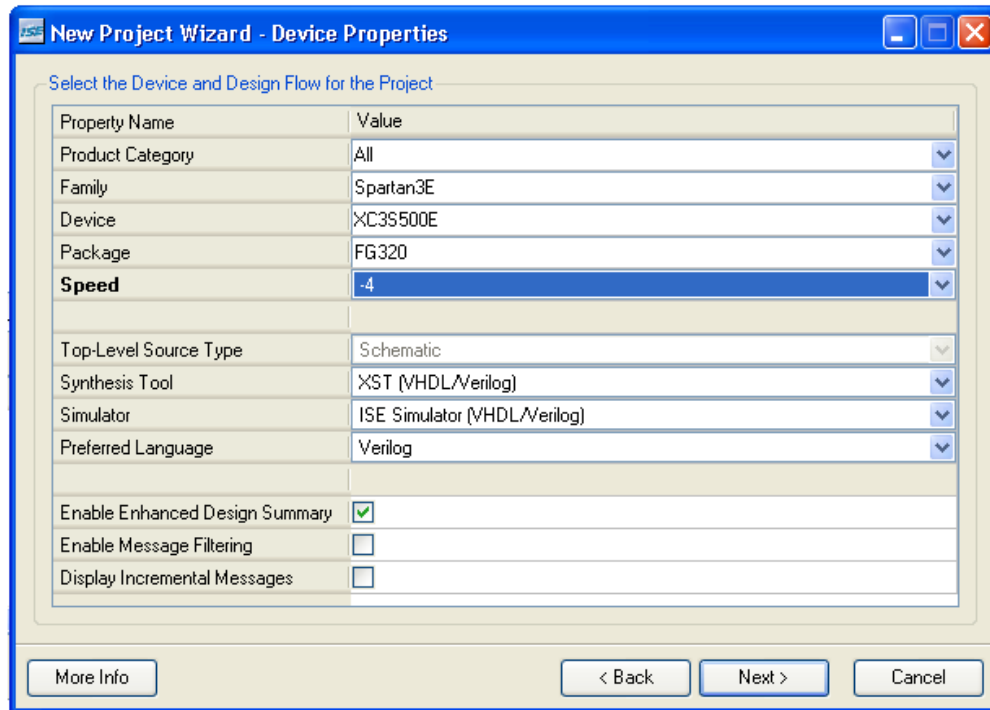 ISE New Project Wizard - Device Properties
Select the Device and Design Flow for the Project
Property Name Value
Product Category All
Family Spartan3E
Device XC3S500E
Package FG320
Speed -4
Top-Level Source Type Schematic
Synthesis Tool XST (VHDL/Verilog)
Simulator ISE Simulator (VHDL/Verilog)
Preferred Language Verilog
Enable Enhanced Design Summary
Enable Message Filtering
Display Incremental Messages
More Info < Back Next > Cancel